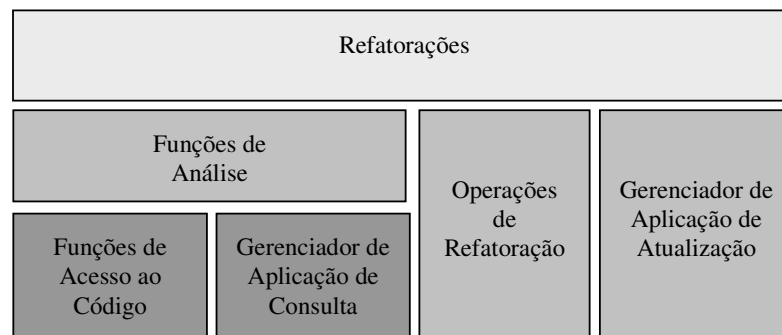 Refatorações
Funções de
Análise
Operações
de
Refatoração
Gerenciador de
Aplicação de
Atualização
Funções de
Acesso ao
Código
Gerenciador de
Aplicação de
Consulta